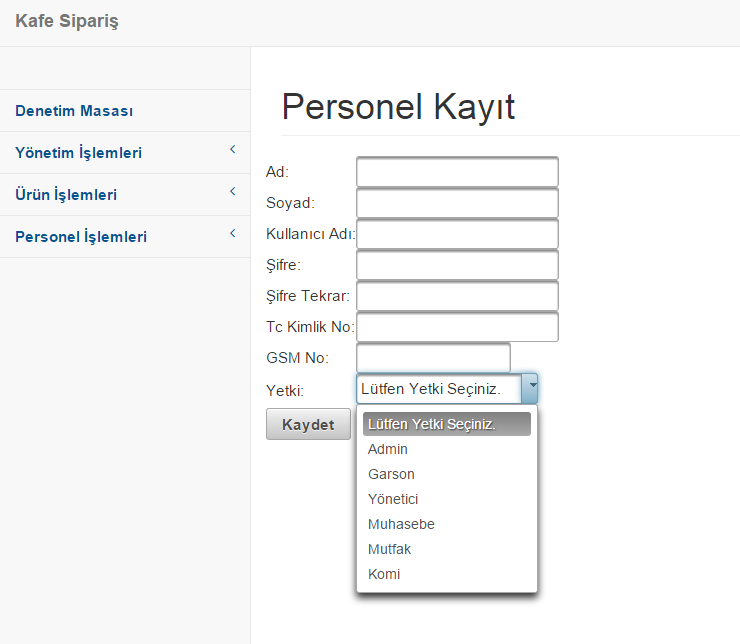 Kafe Sipariş
Denetim Masası
Yönetim İşlemleri
Ürün İşlemleri
Personel İşlemleri
Personel Kayıt
Ad:
Soyad:
Kullanıcı Adı:
Şifre:
Şifre Tekrar:
Tc Kimlik No:
GSM No:
Yetki: Lütfen Yetki Seçiniz.
Kaydet
Lütfen Yetki Seçiniz.
Admin
Garson
Yönetici
Muhasebe
Mutfak
Komi